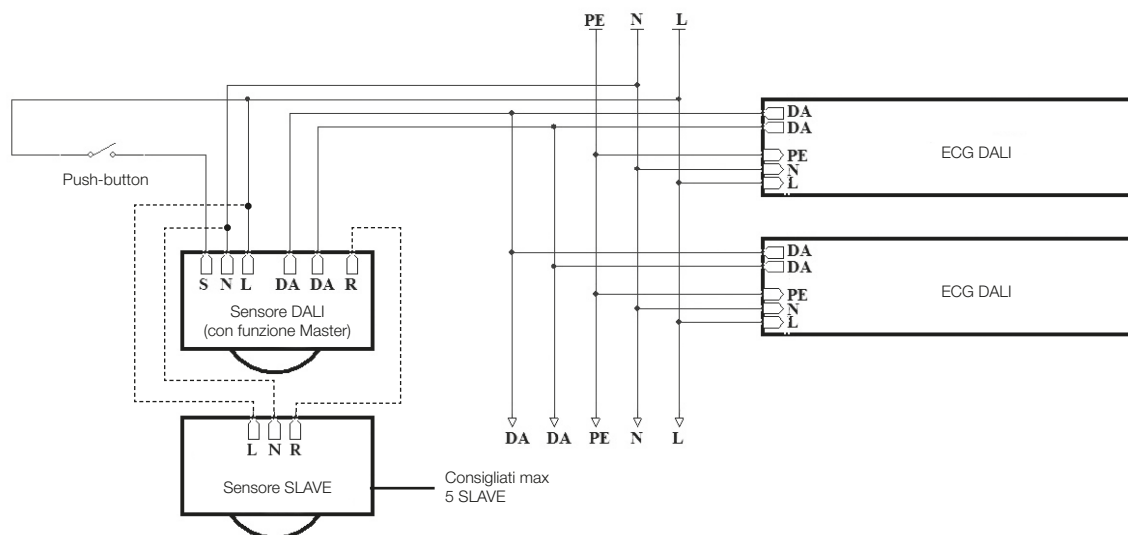 PE N L
DA
DA
PE
N
L
ECG DALI
Push-button
DA
DA
PE
N
L
ECG DALI
S N L DA DA R
Sensore DALI
(con funzione Master)
DA DA PE N L
L N R
Sensore SLAVE
Consigliati max
5 SLAVE